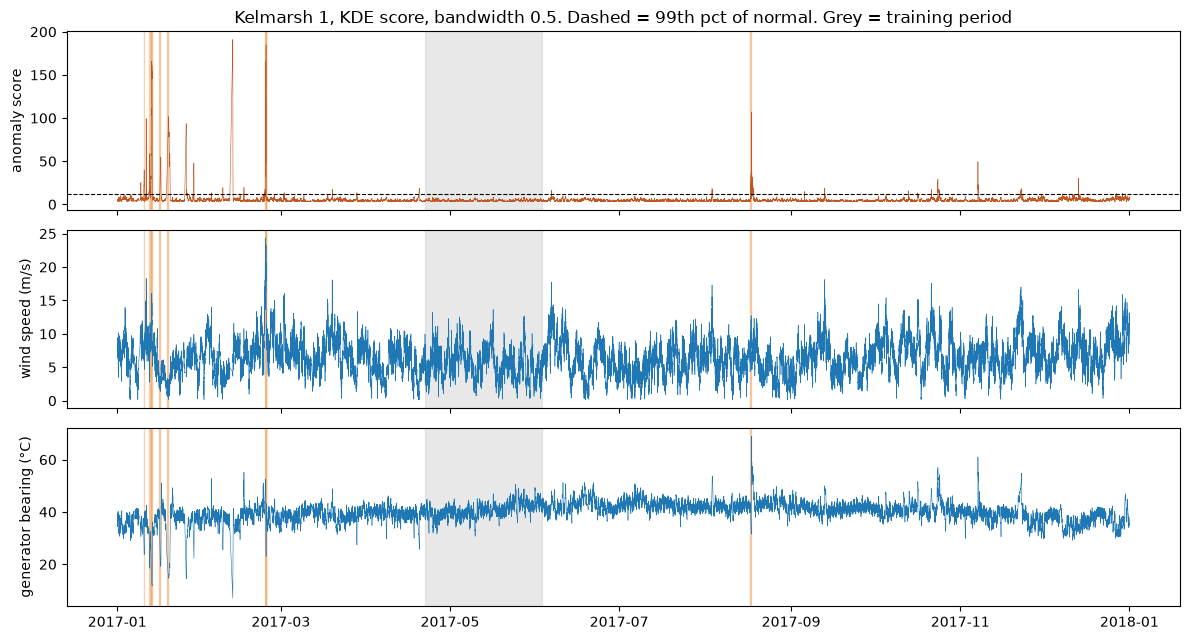 Kelmarsh 1, KDE score, bandwidth 0.5. Dashed = 99th pct of normal. Grey = training period
anomaly score
200
150
100
50
0
wind speed (m/s)
25
20
15
10
5
0
generator bearing (°C)
60
40
20
2017-01 2017-03 2017-05 2017-07 2017-09 2017-11 2018-01